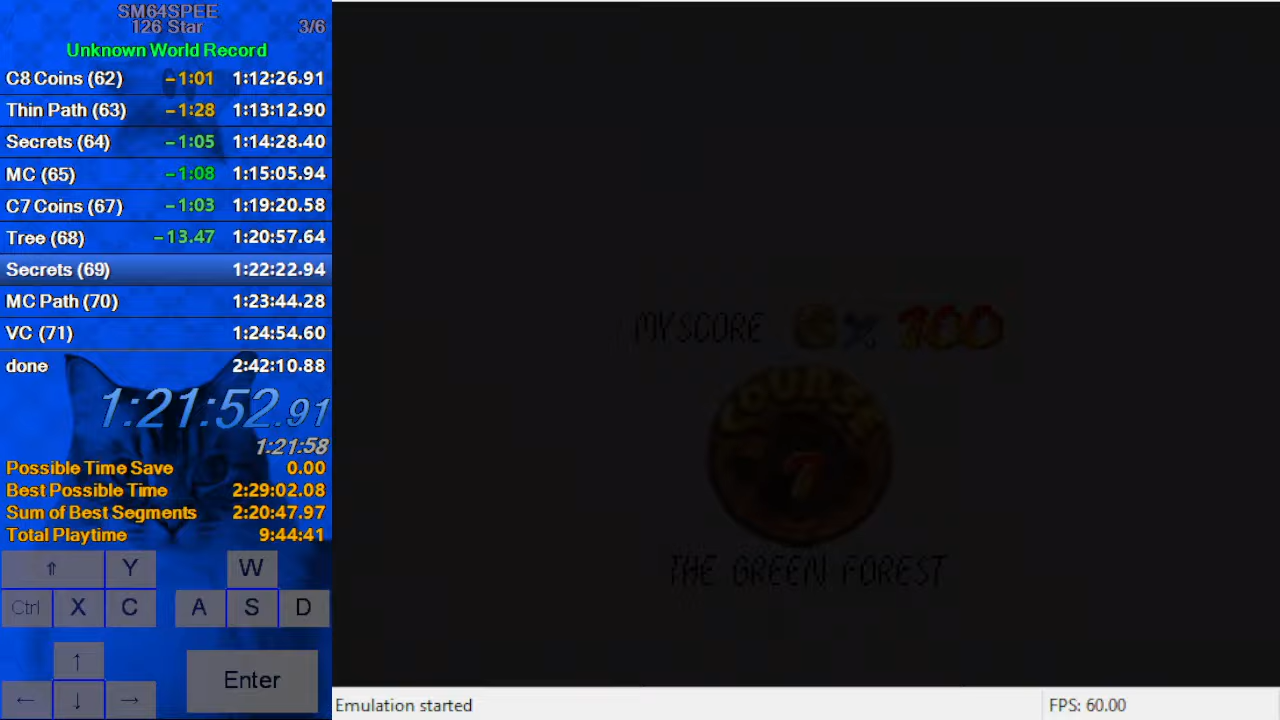 SM64SPEE
126 Star 3/6
Unknown World Record
C8 Coins (62) −1:01 1:12:26.91
Thin Path (63) −1:28 1:13:12.90
Secrets (64) −1:05 1:14:28.40
MC (65) −1:08 1:15:05.94
C7 Coins (67) −1:03 1:19:20.58
Tree (68) −13.47 1:20:57.64
Secrets (69) 1:22:22.94
MC Path (70) 1:23:44.28
VC (71) 1:24:54.60
done 2:42:10.88
1:21:52.91
1:21:58
Possible Time Save 0.00
Best Possible Time 2:29:02.08
Sum of Best Segments 2:20:47.97
Total Playtime 9:44:41
⇑ Y W
Ctrl X C A S D
↑
← ↓ → Enter
MY SCORE × 100
COURSE
7
THE GREEN FOREST
Emulation started FPS: 60.00